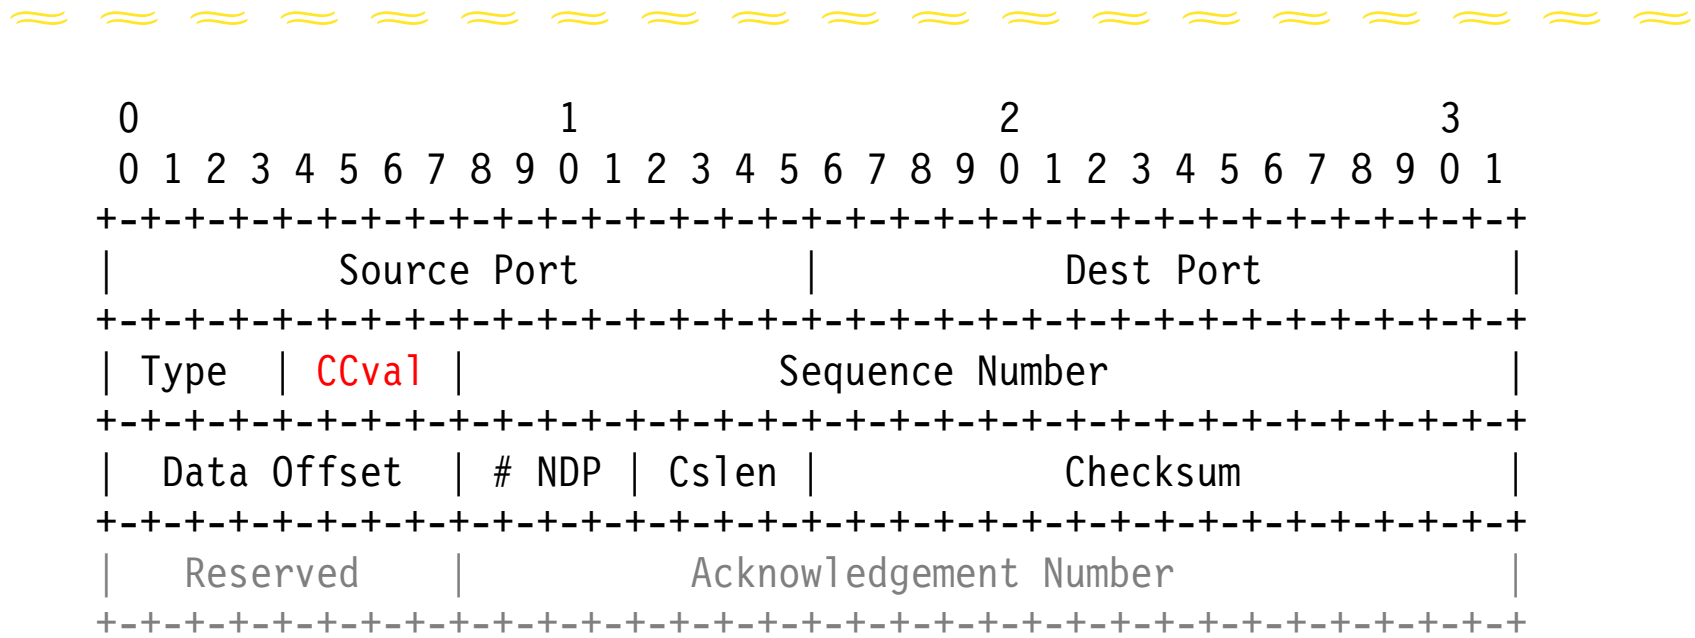 0                   1                   2                   3
0 1 2 3 4 5 6 7 8 9 0 1 2 3 4 5 6 7 8 9 0 1 2 3 4 5 6 7 8 9 0 1
+-+-+-+-+-+-+-+-+-+-+-+-+-+-+-+-+-+-+-+-+-+-+-+-+-+-+-+-+-+-+-+-+
|          Source Port          |           Dest Port           |
+-+-+-+-+-+-+-+-+-+-+-+-+-+-+-+-+-+-+-+-+-+-+-+-+-+-+-+-+-+-+-+-+
| Type  | CCval |              Sequence Number                  |
+-+-+-+-+-+-+-+-+-+-+-+-+-+-+-+-+-+-+-+-+-+-+-+-+-+-+-+-+-+-+-+-+
|  Data Offset  | # NDP | Cslen |           Checksum            |
+-+-+-+-+-+-+-+-+-+-+-+-+-+-+-+-+-+-+-+-+-+-+-+-+-+-+-+-+-+-+-+-+
|   Reserved    |          Acknowledgement Number               |
+-+-+-+-+-+-+-+-+-+-+-+-+-+-+-+-+-+-+-+-+-+-+-+-+-+-+-+-+-+-+-+-+